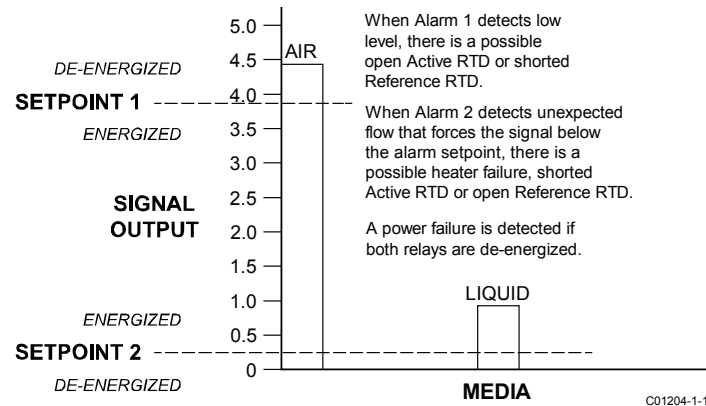 5.0
4.5
4.0
3.5
3.0
2.5
2.0
1.5
1.0
0.5
0
DE-ENERGIZED
SETPOINT 1
ENERGIZED
SIGNAL
OUTPUT
ENERGIZED
SETPOINT 2
DE-ENERGIZED
AIR
LIQUID
MEDIA
When Alarm 1 detects low
level, there is a possible
open Active RTD or shorted
Reference RTD.
When Alarm 2 detects unexpected
flow that forces the signal below
the alarm setpoint, there is a
possible heater failure, shorted
Active RTD or open Reference RTD.
A power failure is detected if
both relays are de-energized.
C01204-1-1